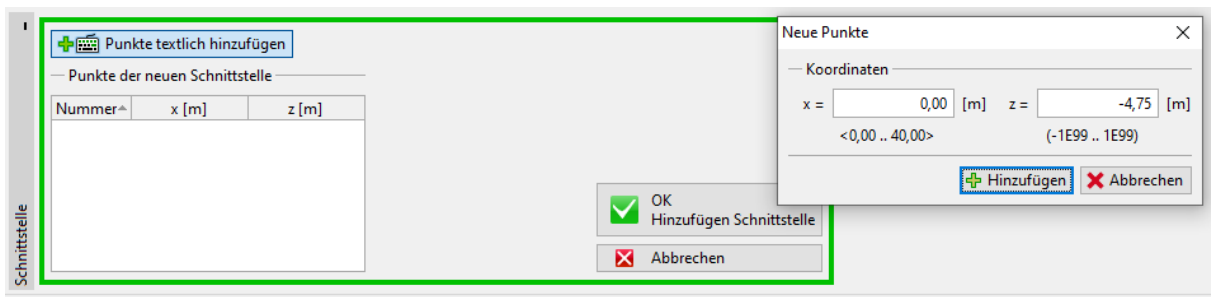 Punkte textlich hinzufügen
Punkte der neuen Schnittstelle
Nummer x [m] z [m]
OK
Hinzufügen Schnittstelle
Abbrechen
Schnittstelle
Neue Punkte
Koordinaten
x = 0,00 [m] z = -4,75 [m]
<0,00 .. 40,00> (-1E99 .. 1E99)
Hinzufügen Abbrechen